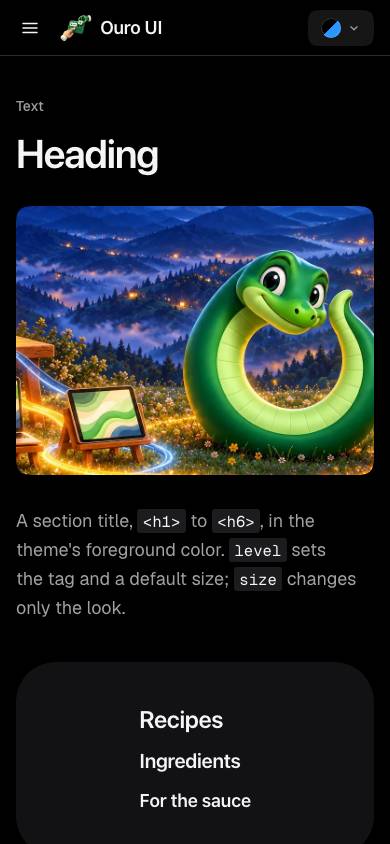 Ouro UI
Text
Heading
A section title, <h1> to <h6>, in the
theme's foreground color. level sets
the tag and a default size; size changes
only the look.
Recipes
Ingredients
For the sauce